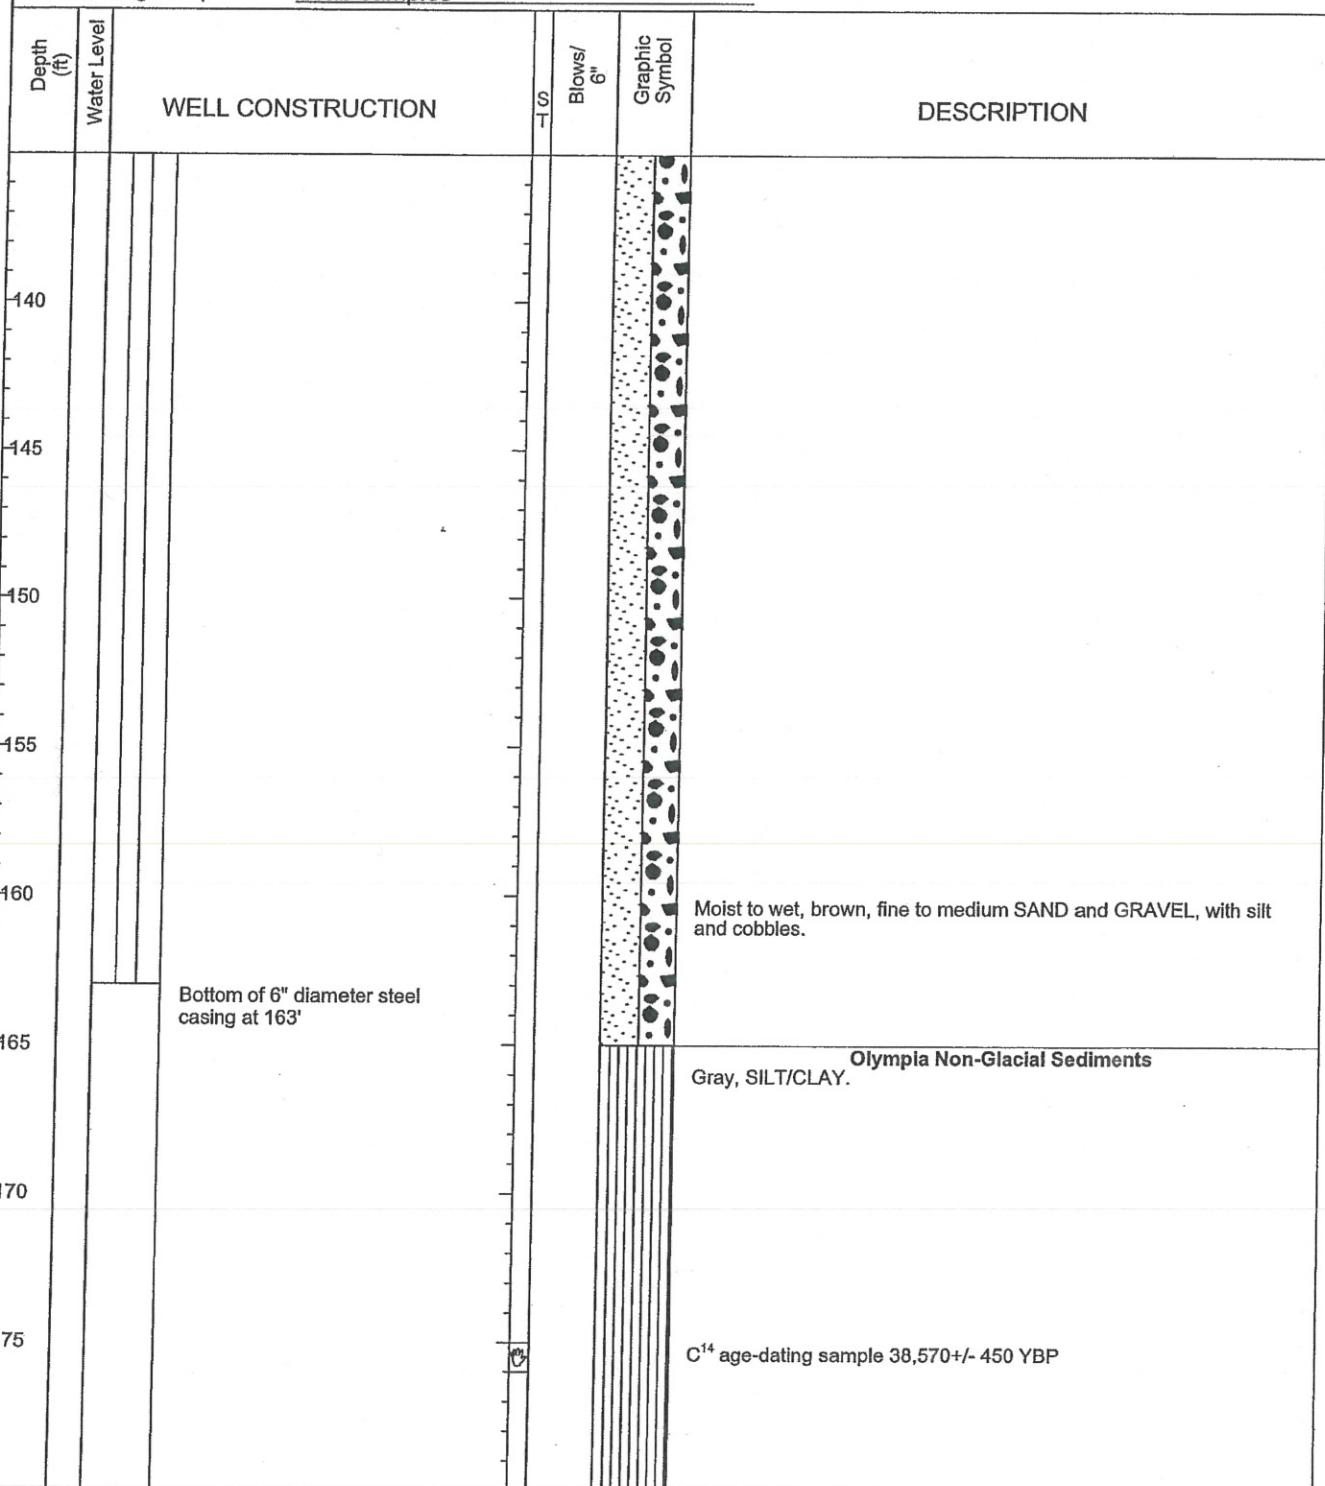 Depth
(ft)
Water Level
WELL CONSTRUCTION
S
T
Blows/
6"
Graphic
Symbol
DESCRIPTION
140
145
150
155
160
Moist to wet, brown, fine to medium SAND and GRAVEL, with silt
and cobbles.
Bottom of 6" diameter steel
casing at 163'
165
Olympia Non-Glacial Sediments
Gray, SILT/CLAY.
170
75
C¹⁴ age-dating sample 38,570+/- 450 YBP